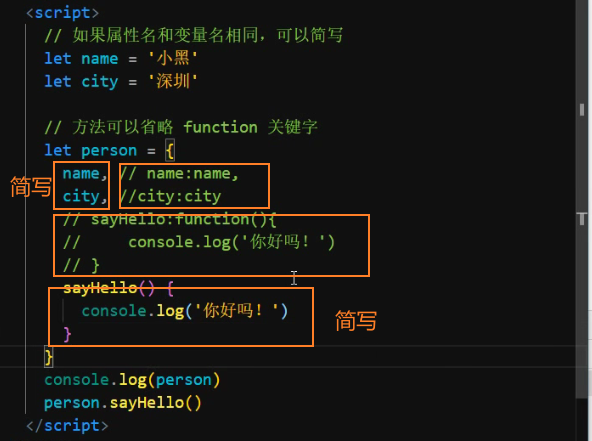 <script>
// 如果属性名和变量名相同，可以简写
let name = '小黑'
let city = '深圳'
// 方法可以省略 function 关键字
let person = {
简写 name, // name:name,
city, //city:city
// sayHello:function(){
//     console.log('你好吗！')
// }
sayHello() {
console.log('你好吗！') 简写
}
}
console.log(person)
person.sayHello()
</script>